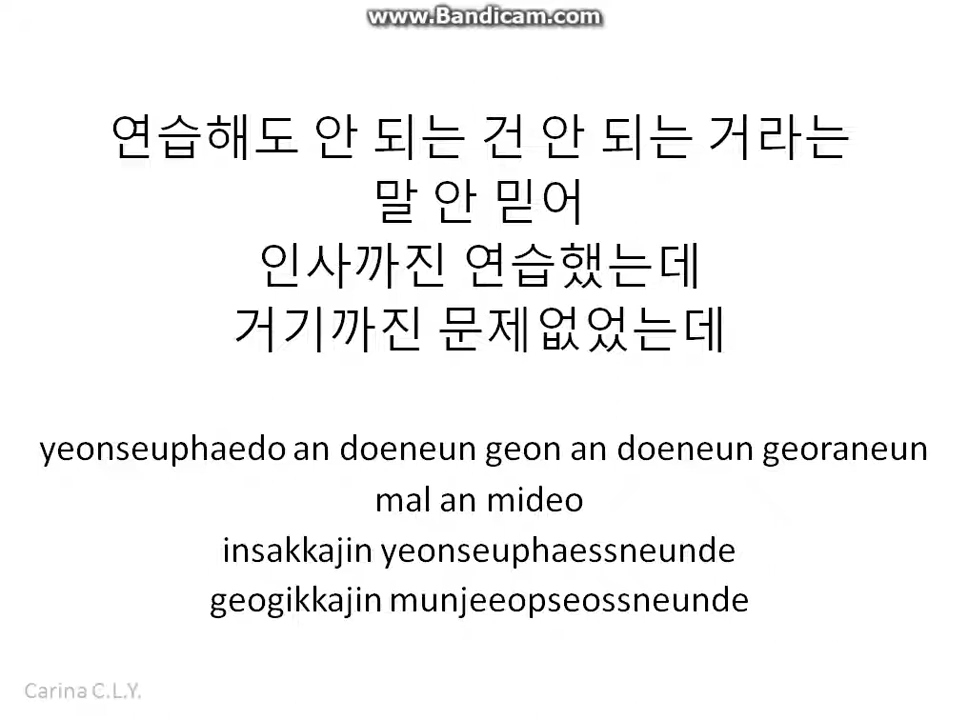 www.Bandicam.com
연습해도 안 되는 건 안 되는 거라는
말 안 믿어
인사까진 연습했는데
거기까진 문제없었는데
yeonseuphaedo an doeneun geon an doeneun georaneun
mal an mideo
insakkajin yeonseuphaessneunde
geogikkajin munjeeopseossneunde
Carina C.L.Y.